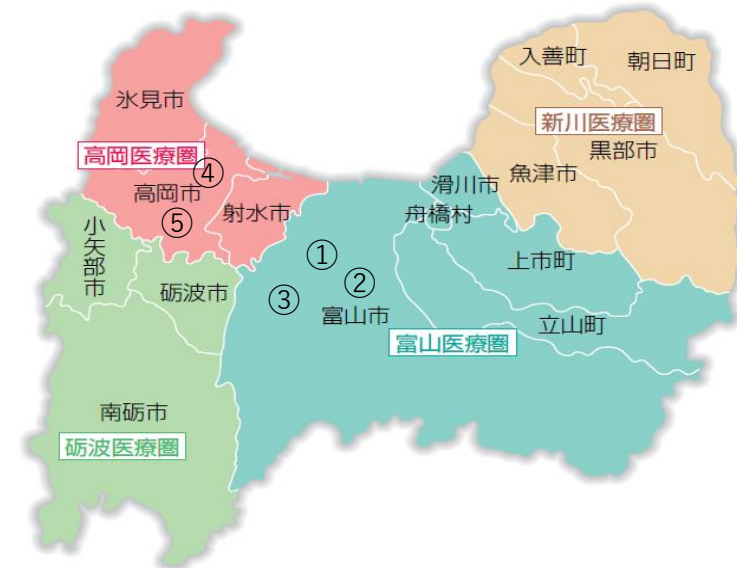 入善町
朝日町
新川医療圏
黒部市
魚津市
氷見市
高岡医療圏
④
高岡市
⑤
射水市
滑川市
舟橋村
上市町
立山町
小矢部市
砺波市
①
②
③
富山市
富山医療圏
南砺市
砺波医療圏